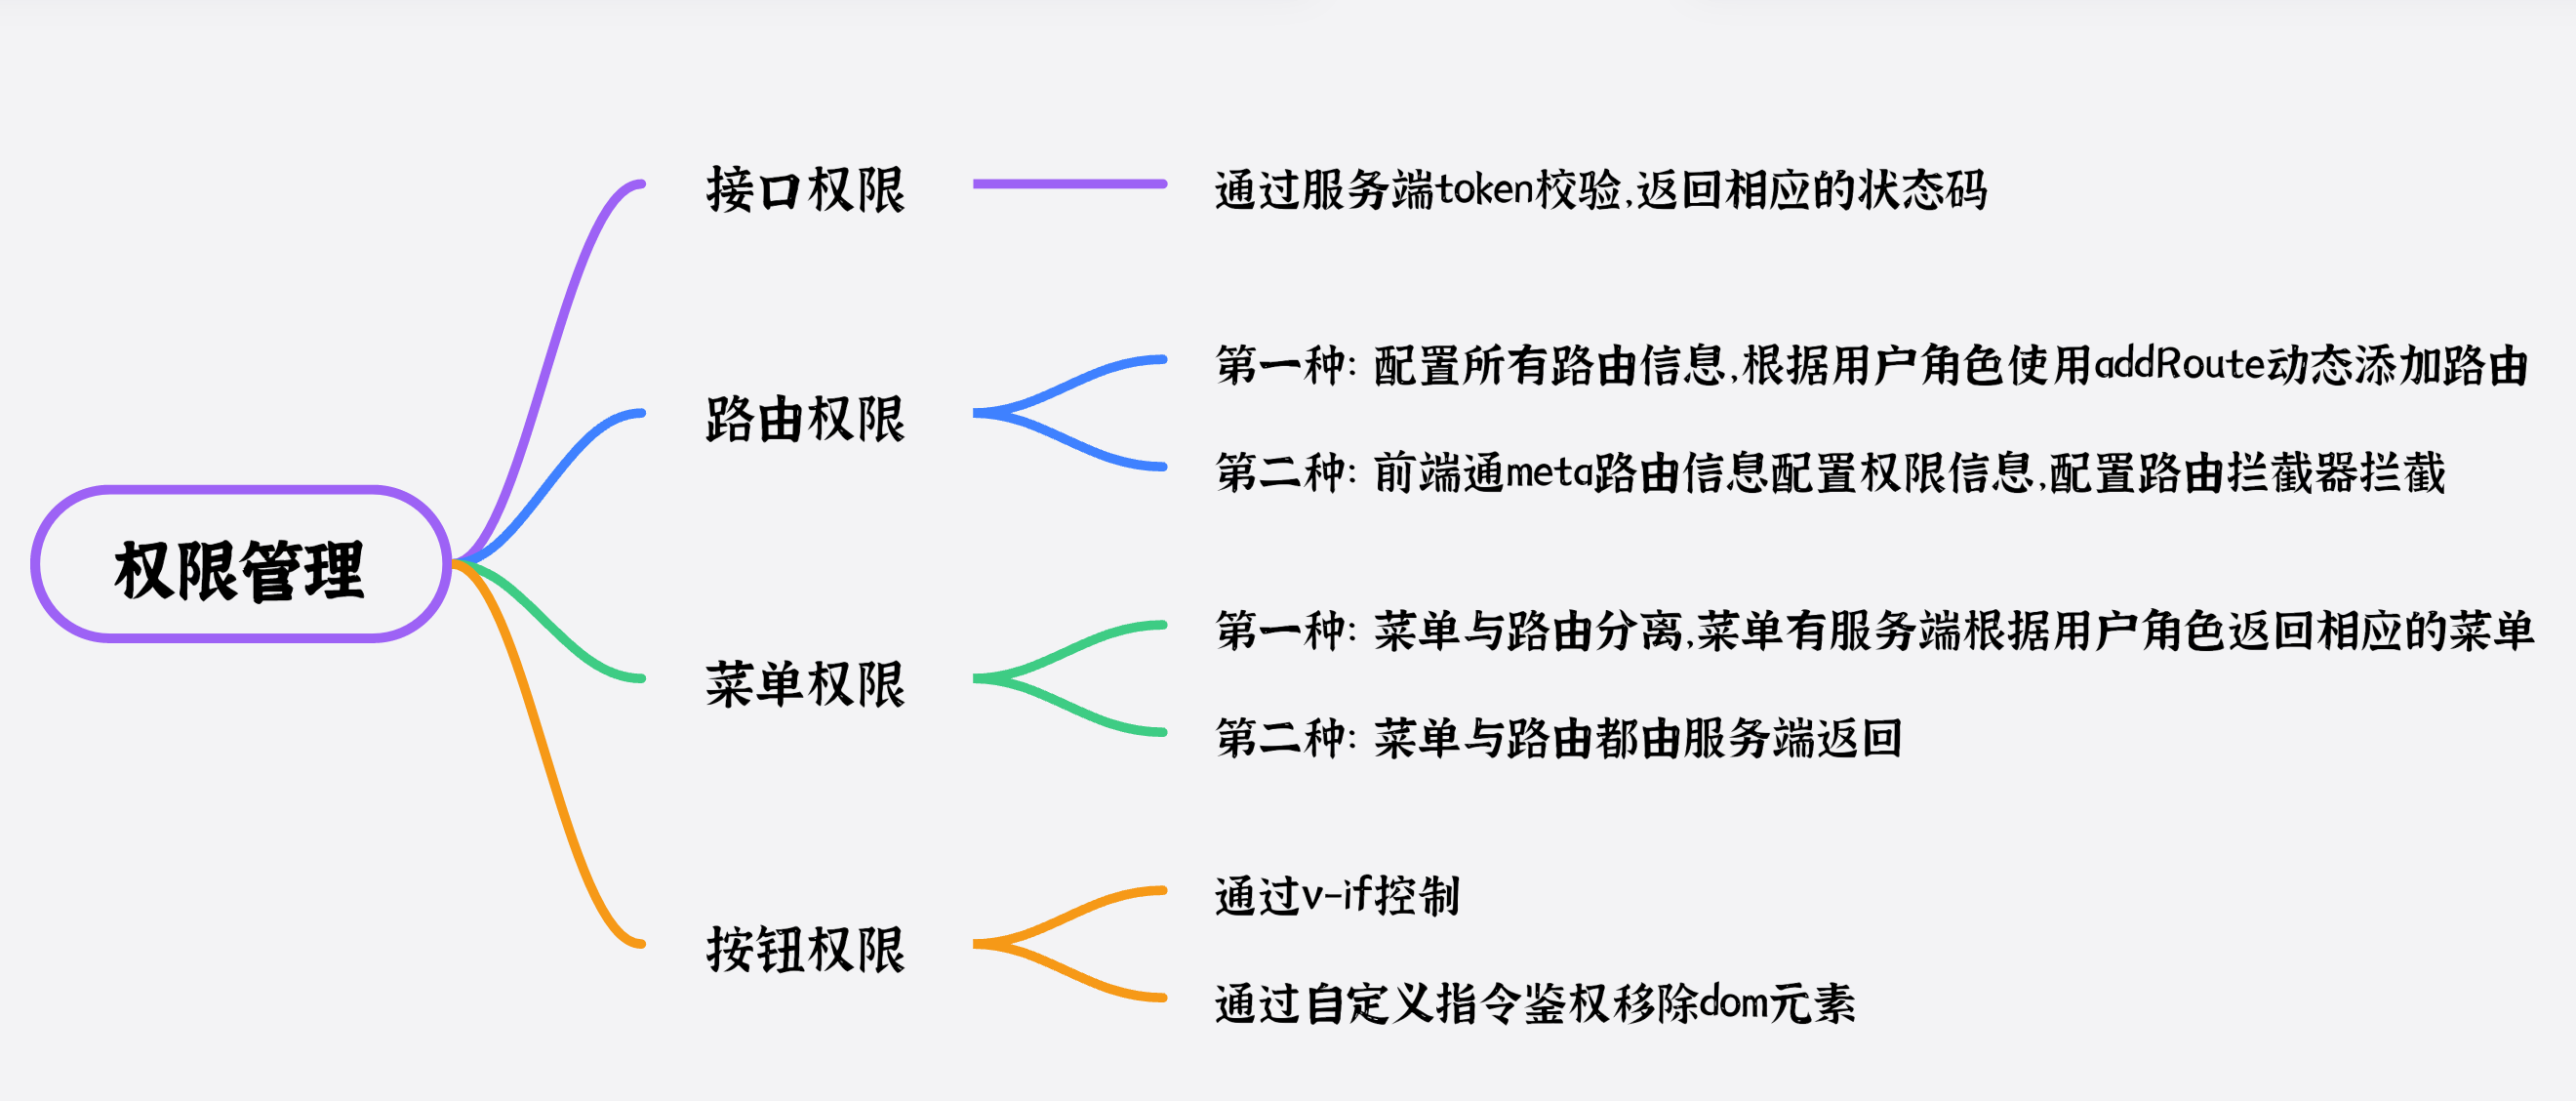 权限管理
接口权限
通过服务端token校验,返回相应的状态码
路由权限
第一种: 配置所有路由信息,根据用户角色使用addRoute动态添加路由
第二种: 前端通meta路由信息配置权限信息,配置路由拦截器拦截
菜单权限
第一种: 菜单与路由分离,菜单有服务端根据用户角色返回相应的菜单
第二种: 菜单与路由都由服务端返回
按钮权限
通过v-if控制
通过自定义指令鉴权移除dom元素